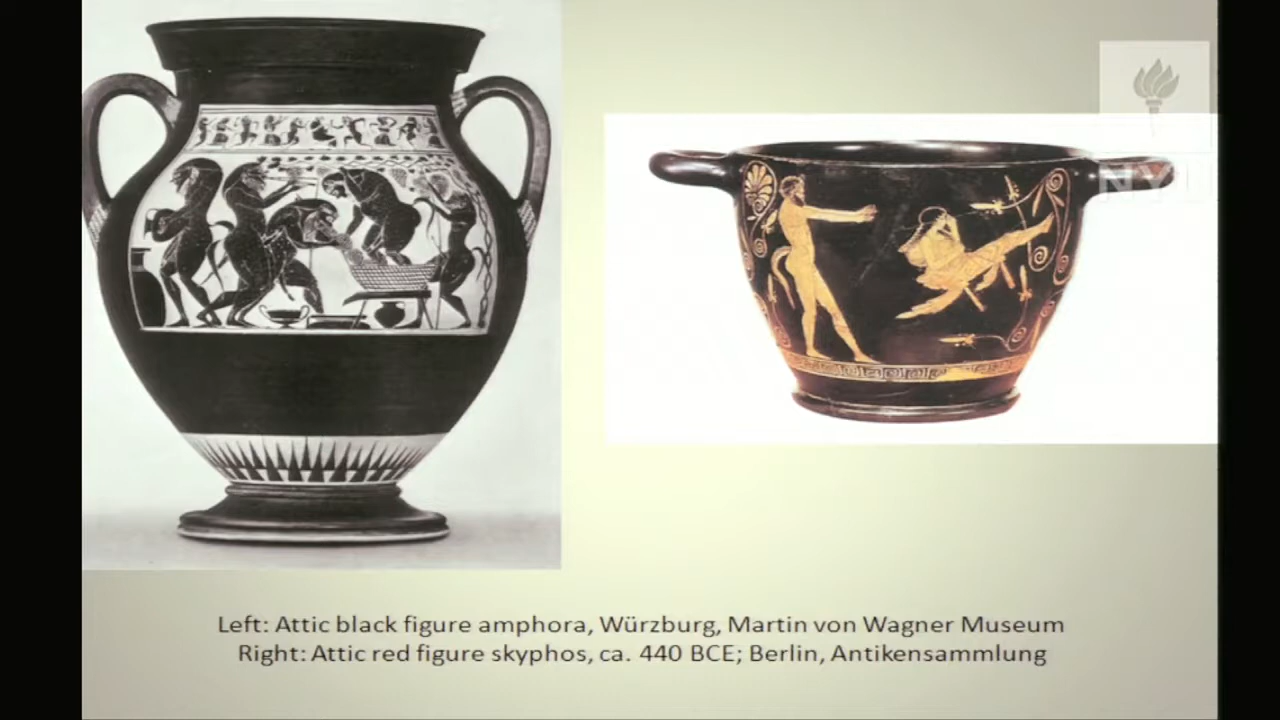 NYU
Left: Attic black figure amphora, Würzburg, Martin von Wagner Museum
Right: Attic red figure skyphos, ca. 440 BCE; Berlin, Antikensammlung